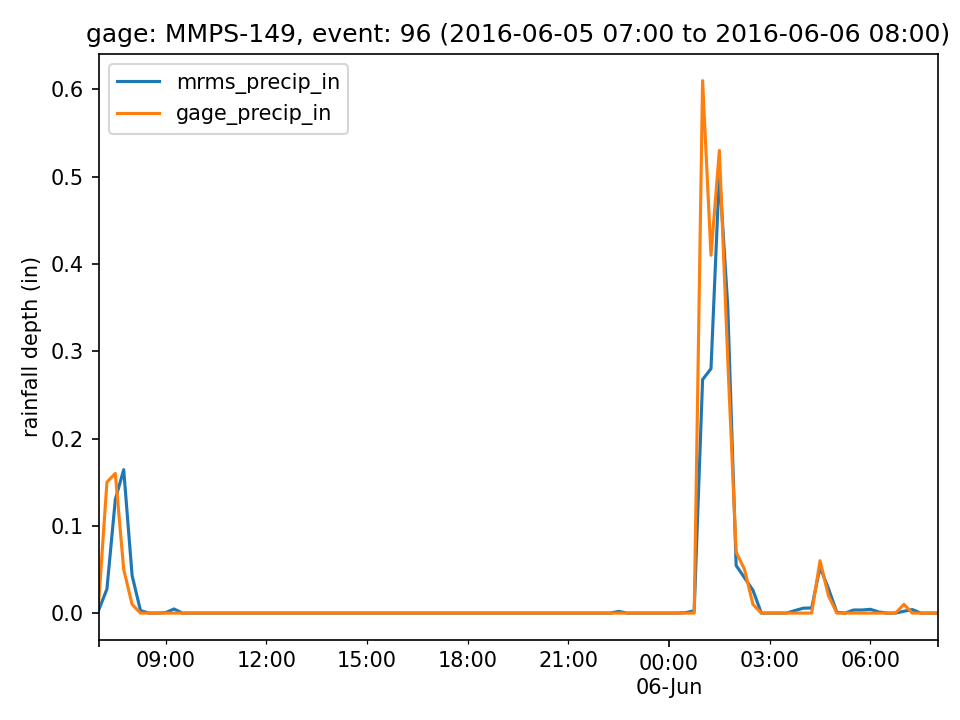 gage: MMPS-149, event: 96 (2016-06-05 07:00 to 2016-06-06 08:00)
mrms_precip_in
gage_precip_in
rainfall depth (in)
0.6
0.5
0.4
0.3
0.2
0.1
0.0
09:00 12:00 15:00 18:00 21:00 00:00 03:00 06:00
06-Jun